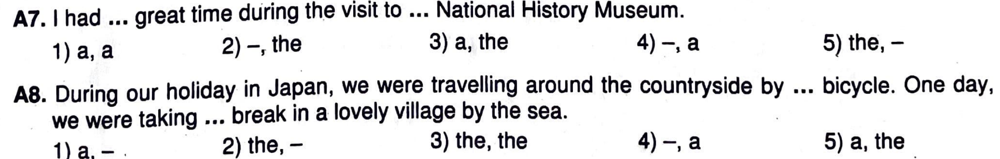 A7. I had ... great time during the visit to ... National History Museum.
1) a, a 2) –, the 3) a, the 4) –, a 5) the, –
A8. During our holiday in Japan, we were travelling around the countryside by ... bicycle. One day,
we were taking ... break in a lovely village by the sea.
1) a, – 2) the, – 3) the, the 4) –, a 5) a, the